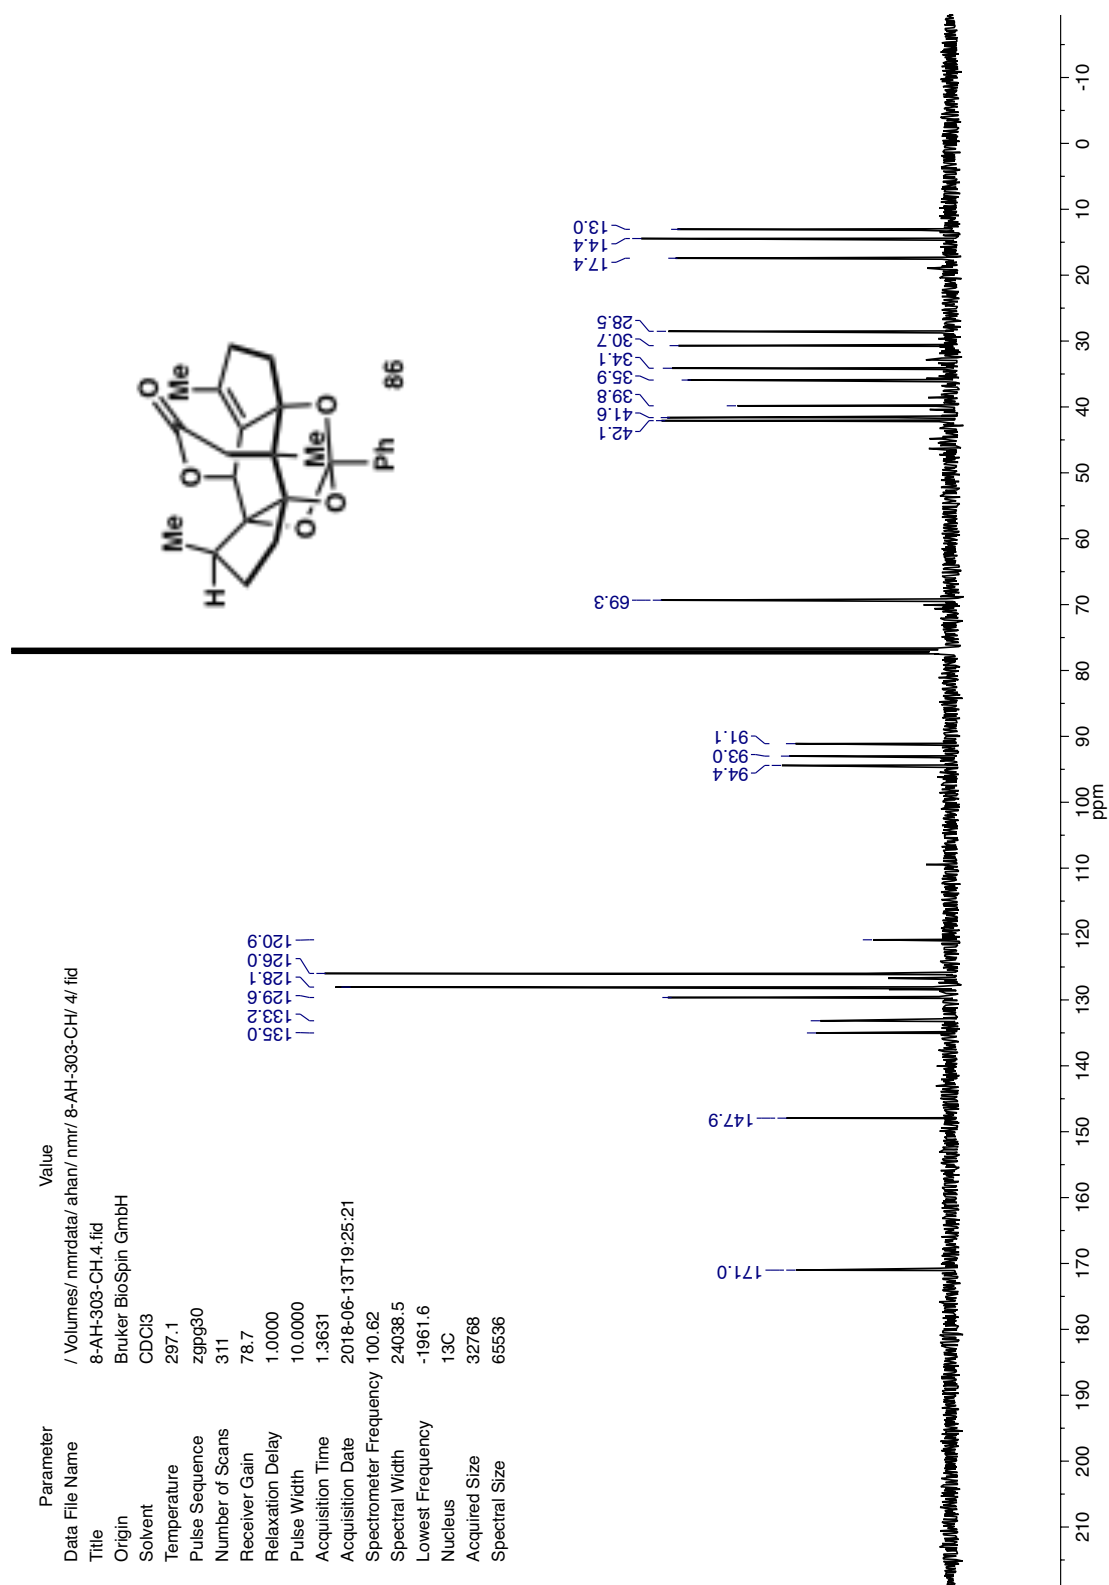 Parameter Value
Data File Name / Volumes/ nmrdata/ ahan/ nmr/ 8-AH-303-CH/ 4/ fid
Title 8-AH-303-CH.4.fid
Origin Bruker BioSpin GmbH
Solvent CDCl3
Temperature 297.1
Pulse Sequence zgpg30
Number of Scans 311
Receiver Gain 78.7
Relaxation Delay 1.0000
Pulse Width 10.0000
Acquisition Time 1.3631
Acquisition Date 2018-06-13T19:25:21
Spectrometer Frequency 100.62
Spectral Width 24038.5
Lowest Frequency -1961.6
Nucleus 13C
Acquired Size 32768
Spectral Size 65536
H
Me
O
O
Me
O
O
Me
O
Ph
86
171.0
147.9
135.0
133.2
129.6
128.1
126.0
120.9
94.4
93.0
91.1
69.3
42.1
41.6
39.8
35.9
34.1
30.7
28.5
17.4
14.4
13.0
210 200 190 180 170 160 150 140 130 120 110 100 90 80 70 60 50 40 30 20 10 0 -10
ppm